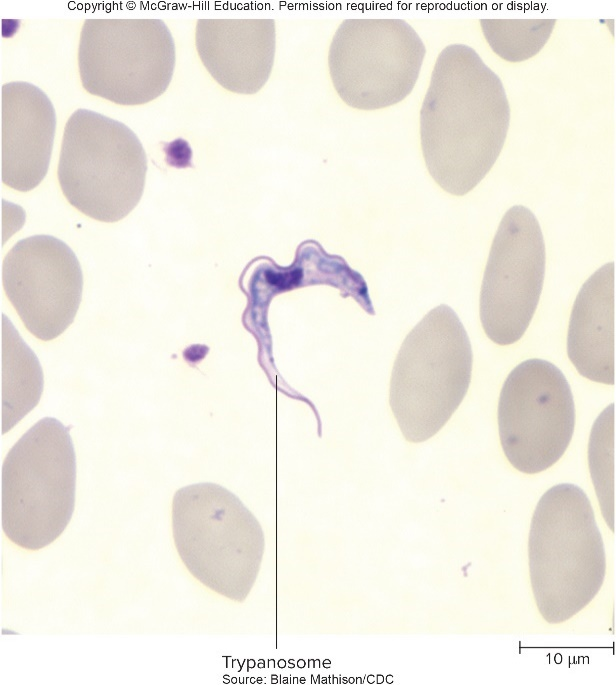 Copyright © McGraw-Hill Education. Permission required for reproduction or display.
10 µm
Trypanosome
Source: Blaine Mathison/CDC